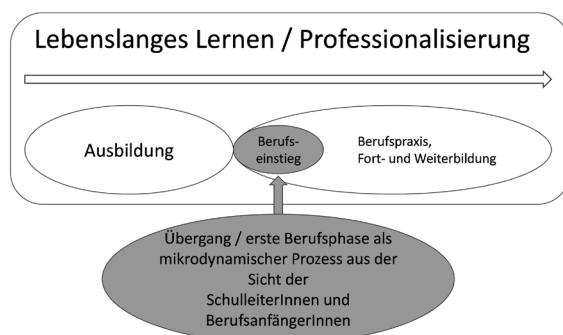 Lebenslanges Lernen / Professionalisierung
Ausbildung
Berufs-
einstieg
Berufspraxis,
Fort- und Weiterbildung
Übergang / erste Berufsphase als
mikrodynamischer Prozess aus der
Sicht der
SchulleiterInnen und
BerufsanfängerInnen